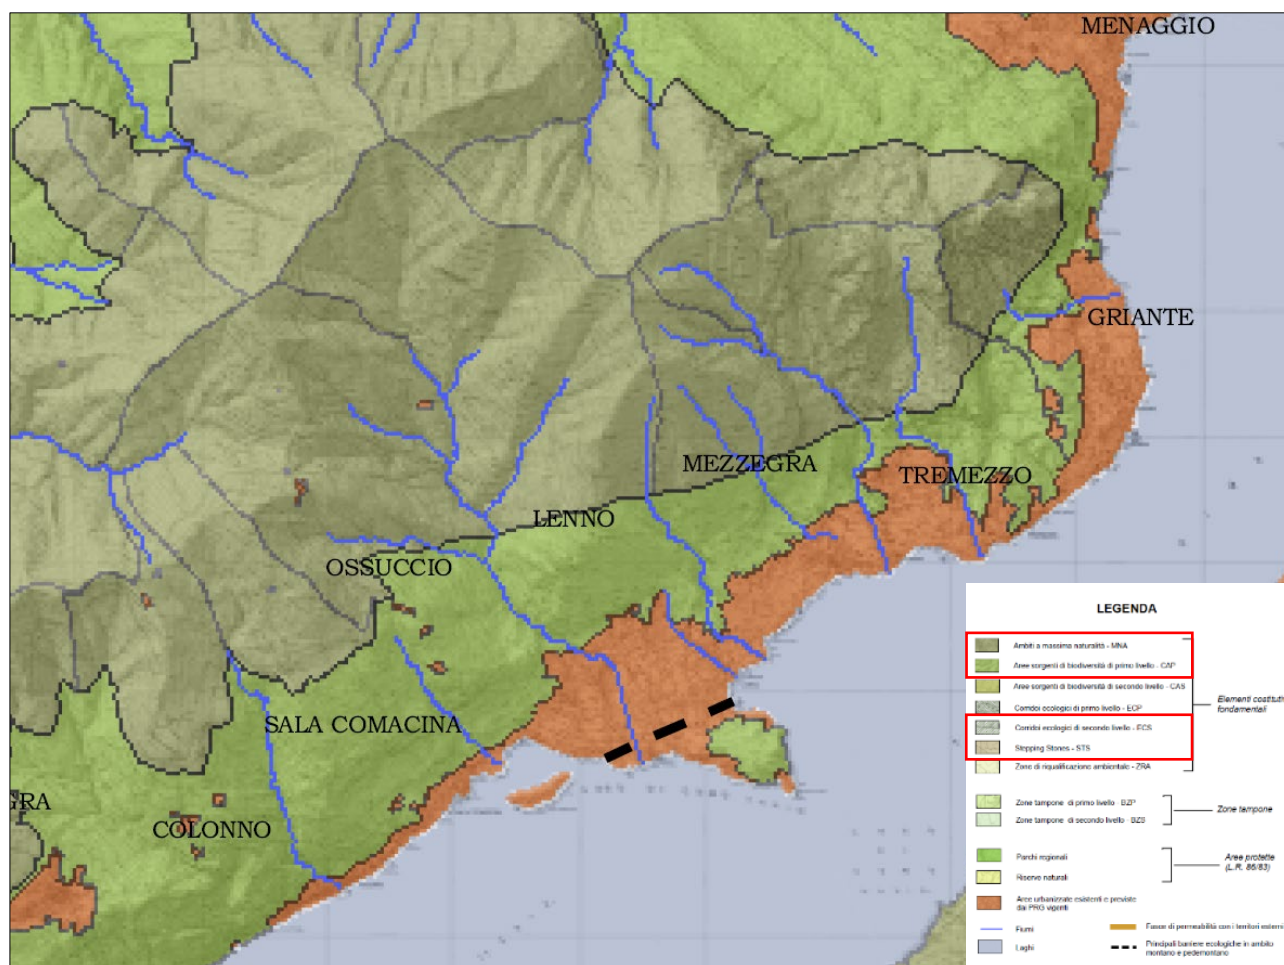 MENAGGIO
GRIANTE
MEZZEGRA
TREMEZZO
LENNO
OSSUCCIO
SALA COMACINA
GRA
COLONNO
LEGENDA
Ambiti a massima naturalità - MNA
Aree sorgenti di biodiversità di primo livello - CAP
Aree sorgenti di biodiversità di secondo livello - CAS
Corridoi ecologici di primo livello - ECP
Corridoi ecologici di secondo livello - ECS
Stepping Stones - STS
Zone di riqualificazione ambientale - ZRA
Elementi costituti
fondamentali
Zone tampone di primo livello - BZP
Zone tampone di secondo livello - BZS
Zone tampone
Parchi regionali
Riserve naturali
Aree protette
(L.R. 86/83)
Aree urbanizzate esistenti e previste
dai PRG vigenti
Fiumi
Laghi
Fasce di permeabilità con i territori esterni
Principali barriere ecologiche in ambito
montano e pedemontano